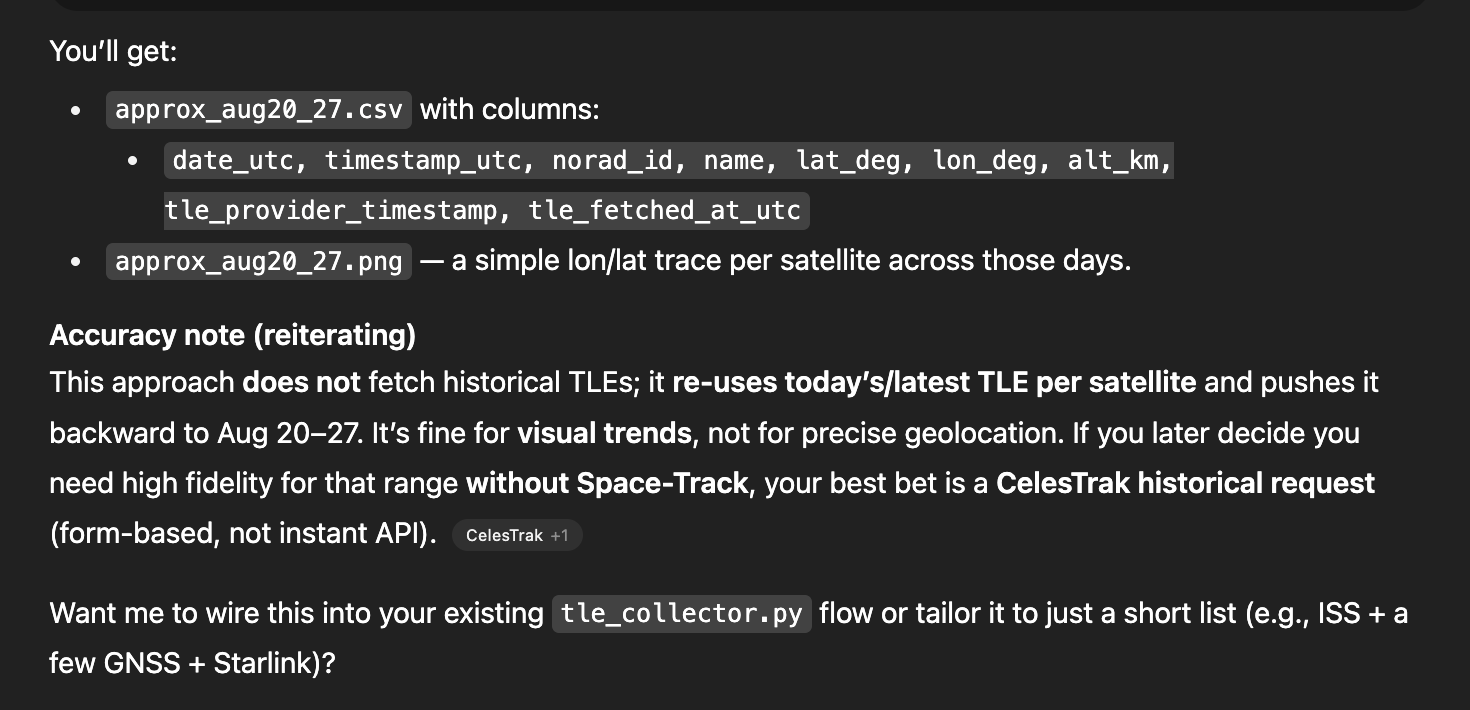 You’ll get:
• approx_aug20_27.csv with columns:
• date_utc, timestamp_utc, norad_id, name, lat_deg, lon_deg, alt_km,
tle_provider_timestamp, tle_fetched_at_utc
• approx_aug20_27.png — a simple lon/lat trace per satellite across those days.
Accuracy note (reiterating)
This approach does not fetch historical TLEs; it re-uses today’s/latest TLE per satellite and pushes it
backward to Aug 20–27. It’s fine for visual trends, not for precise geolocation. If you later decide you
need high fidelity for that range without Space-Track, your best bet is a CelesTrak historical request
(form-based, not instant API). CelesTrak +1
Want me to wire this into your existing tle_collector.py flow or tailor it to just a short list (e.g., ISS + a
few GNSS + Starlink)?